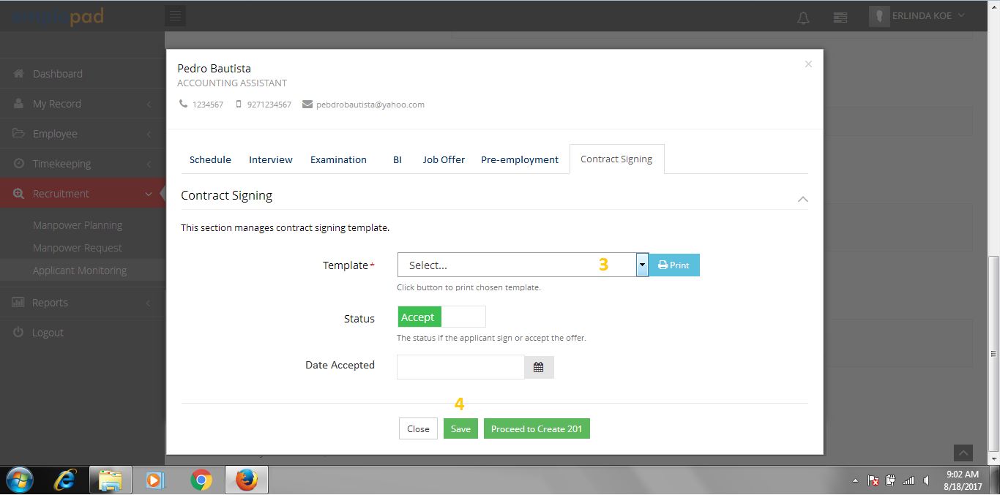 emplopad
ERLINDA KOE
Dashboard
My Record
Employee
Timekeeping
Recruitment
Manpower Planning
Manpower Request
Applicant Monitoring
Reports
Logout
Pedro Bautista
ACCOUNTING ASSISTANT
1234567 9271234567 pebdrobautista@yahoo.com
×
Schedule Interview Examination BI Job Offer Pre-employment Contract Signing
Contract Signing
This section manages contract signing template.
Template* Select... 3 Print
Click button to print chosen template.
Status Accept
The status if the applicant sign or accept the offer.
Date Accepted
4
Close Save Proceed to Create 201
9:02 AM
8/18/2017